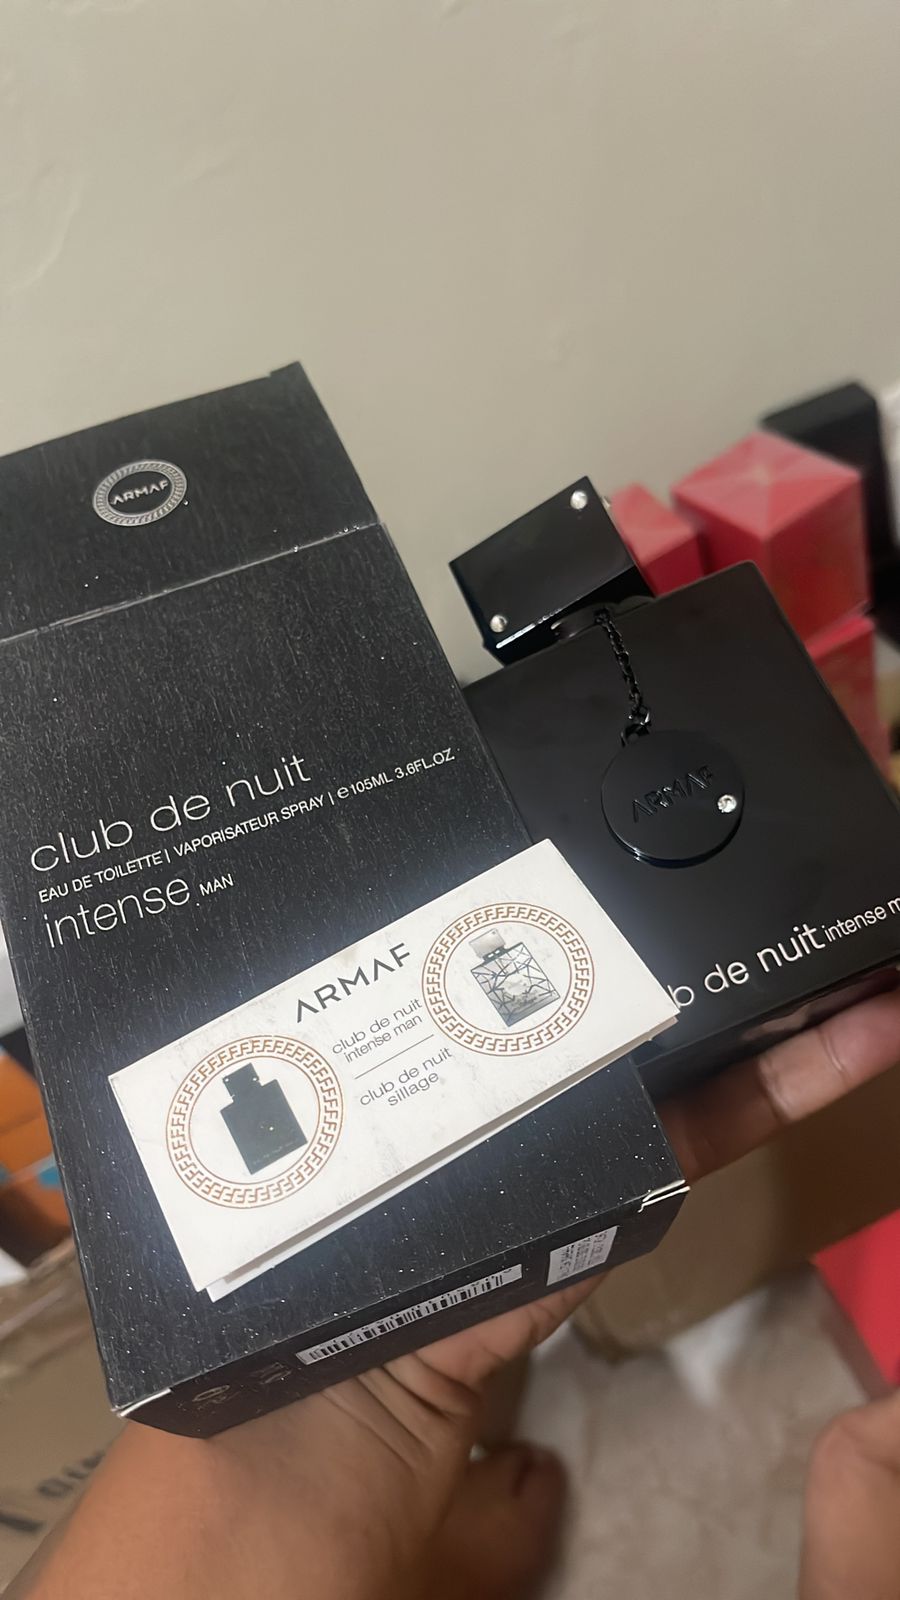 ARMAF
club de nuit
EAU DE TOILETTE | VAPORISATEUR SPRAY | e 105ML 3.6FL.OZ.
intense MAN
ARMAF
b de nuit intense m
ARMAF
club de nuit
intense man
club de nuit
sillage